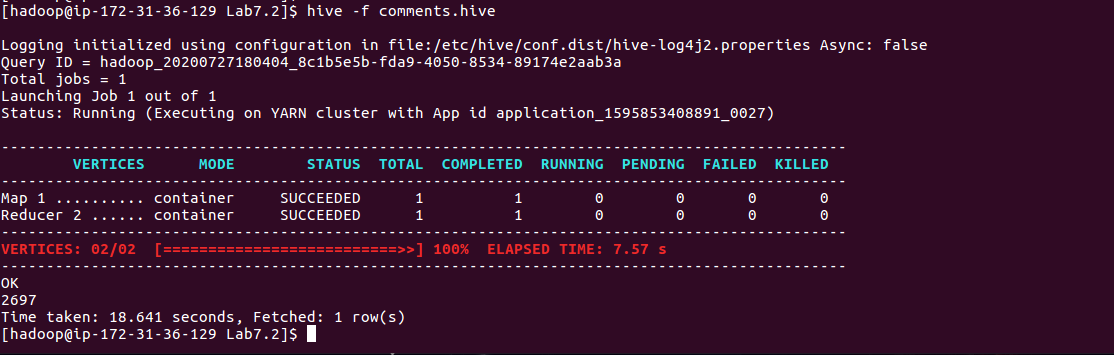 [hadoop@ip-172-31-36-129 Lab7.2]$ hive -f comments.hive
Logging initialized using configuration in file:/etc/hive/conf.dist/hive-log4j2.properties Async: false
Query ID = hadoop_20200727180404_8c1b5e5b-fda9-4050-8534-89174e2aab3a
Total jobs = 1
Launching Job 1 out of 1
Status: Running (Executing on YARN cluster with App id application_1595853408891_0027)
----------------------------------------------------------------------------------------------
        VERTICES      MODE        STATUS  TOTAL  COMPLETED  RUNNING  PENDING  FAILED  KILLED
----------------------------------------------------------------------------------------------
Map 1 .......... container     SUCCEEDED      1          1        0        0       0       0
Reducer 2 ...... container     SUCCEEDED      1          1        0        0       0       0
----------------------------------------------------------------------------------------------
VERTICES: 02/02  [==========================>>] 100%  ELAPSED TIME: 7.57 s
----------------------------------------------------------------------------------------------
OK
2697
Time taken: 18.641 seconds, Fetched: 1 row(s)
[hadoop@ip-172-31-36-129 Lab7.2]$